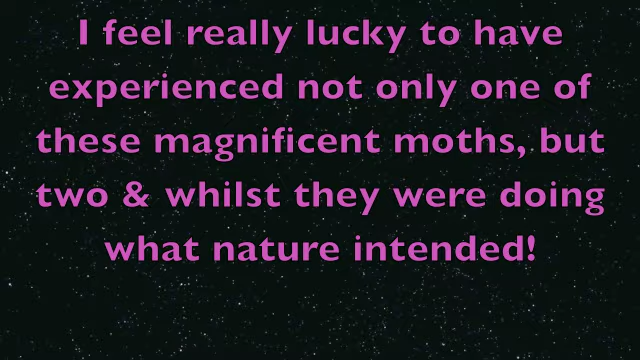 I feel really lucky to have
experienced not only one of
these magnificent moths, but
two & whilst they were doing
what nature intended!